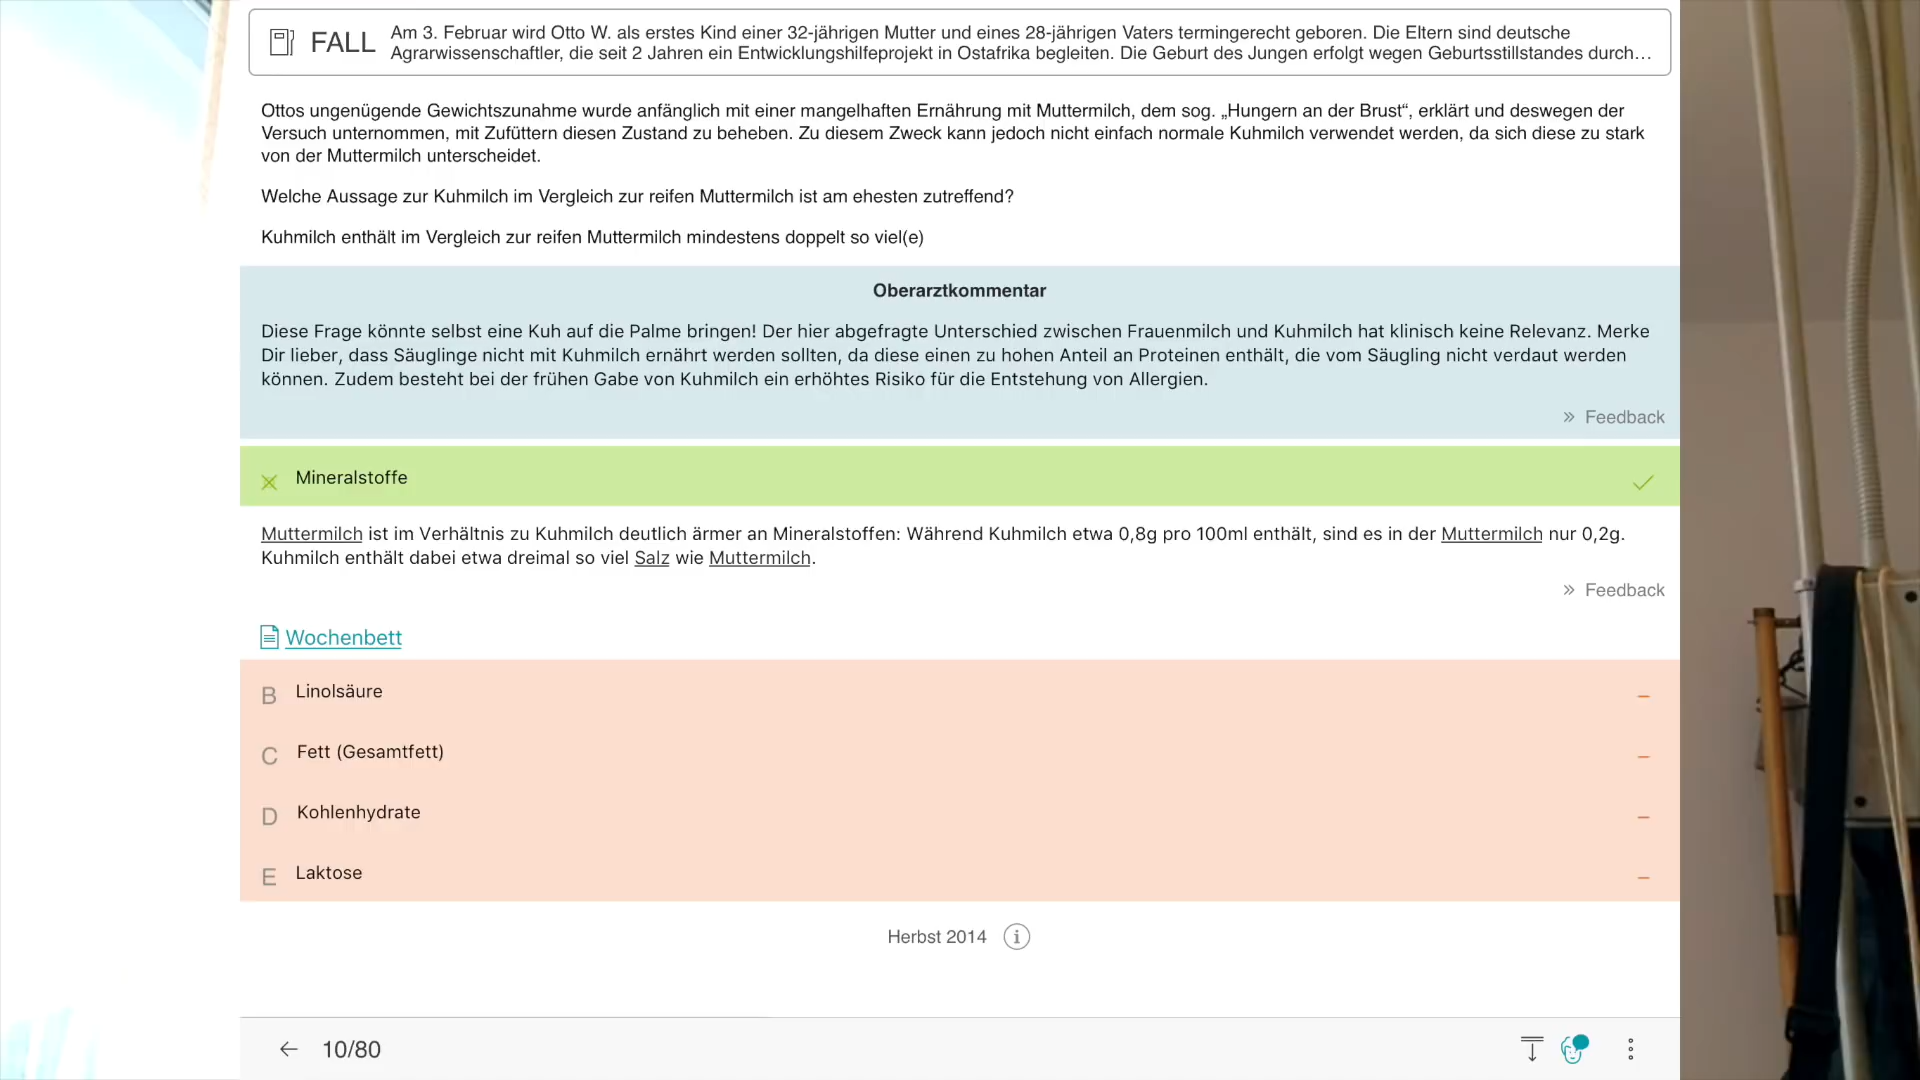 FALL
Am 3. Februar wird Otto W. als erstes Kind einer 32-jährigen Mutter und eines 28-jährigen Vaters termingerecht geboren. Die Eltern sind deutsche
Agrarwissenschaftler, die seit 2 Jahren ein Entwicklungshilfeprojekt in Ostafrika begleiten. Die Geburt des Jungen erfolgt wegen Geburtsstillstandes durch…
Ottos ungenügende Gewichtszunahme wurde anfänglich mit einer mangelhaften Ernährung mit Muttermilch, dem sog. „Hungern an der Brust“, erklärt und deswegen der
Versuch unternommen, mit Zufüttern diesen Zustand zu beheben. Zu diesem Zweck kann jedoch nicht einfach normale Kuhmilch verwendet werden, da sich diese zu stark
von der Muttermilch unterscheidet.
Welche Aussage zur Kuhmilch im Vergleich zur reifen Muttermilch ist am ehesten zutreffend?
Kuhmilch enthält im Vergleich zur reifen Muttermilch mindestens doppelt so viel(e)
Oberarztkommentar
Diese Frage könnte selbst eine Kuh auf die Palme bringen! Der hier abgefragte Unterschied zwischen Frauenmilch und Kuhmilch hat klinisch keine Relevanz. Merke
Dir lieber, dass Säuglinge nicht mit Kuhmilch ernährt werden sollten, da diese einen zu hohen Anteil an Proteinen enthält, die vom Säugling nicht verdaut werden
können. Zudem besteht bei der frühen Gabe von Kuhmilch ein erhöhtes Risiko für die Entstehung von Allergien.
» Feedback
Mineralstoffe
Muttermilch ist im Verhältnis zu Kuhmilch deutlich ärmer an Mineralstoffen: Während Kuhmilch etwa 0,8g pro 100ml enthält, sind es in der Muttermilch nur 0,2g.
Kuhmilch enthält dabei etwa dreimal so viel Salz wie Muttermilch.
» Feedback
Wochenbett
B Linolsäure
C Fett (Gesamtfett)
D Kohlenhydrate
E Laktose
Herbst 2014
10/80